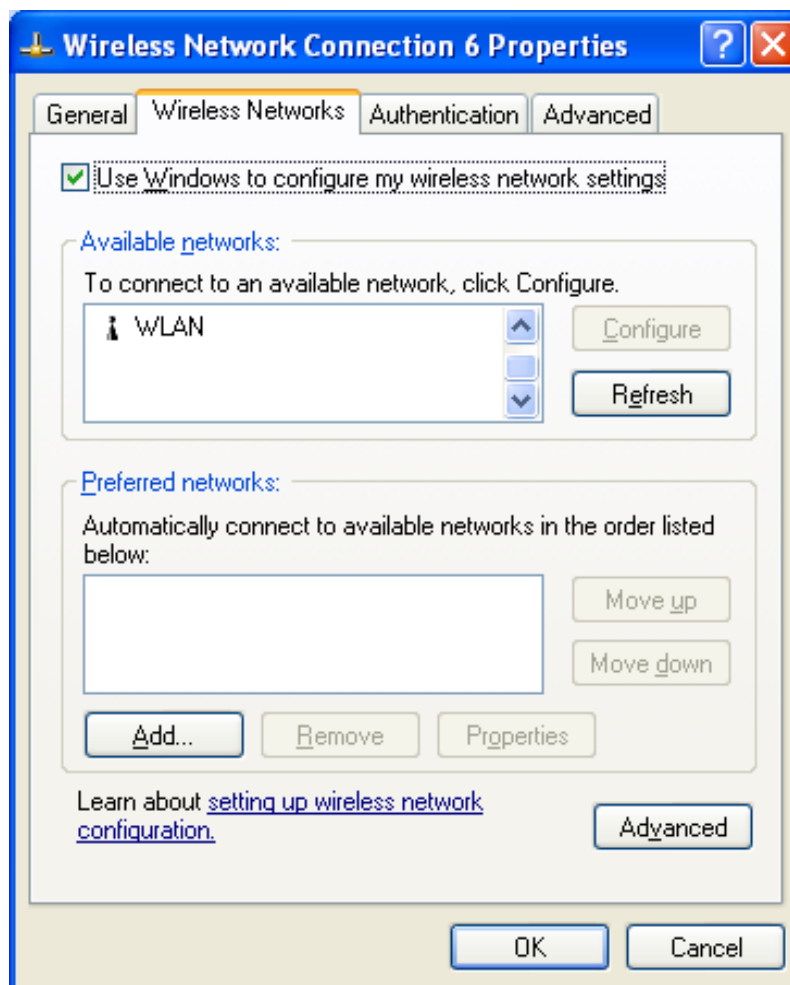 Wireless Network Connection 6 Properties
General Wireless Networks Authentication Advanced
Use Windows to configure my wireless network settings
Available networks:
To connect to an available network, click Configure.
WLAN
Configure
Refresh
Preferred networks:
Automatically connect to available networks in the order listed
below:
Move up
Move down
Add... Remove Properties
Learn about setting up wireless network
configuration.
Advanced
OK Cancel